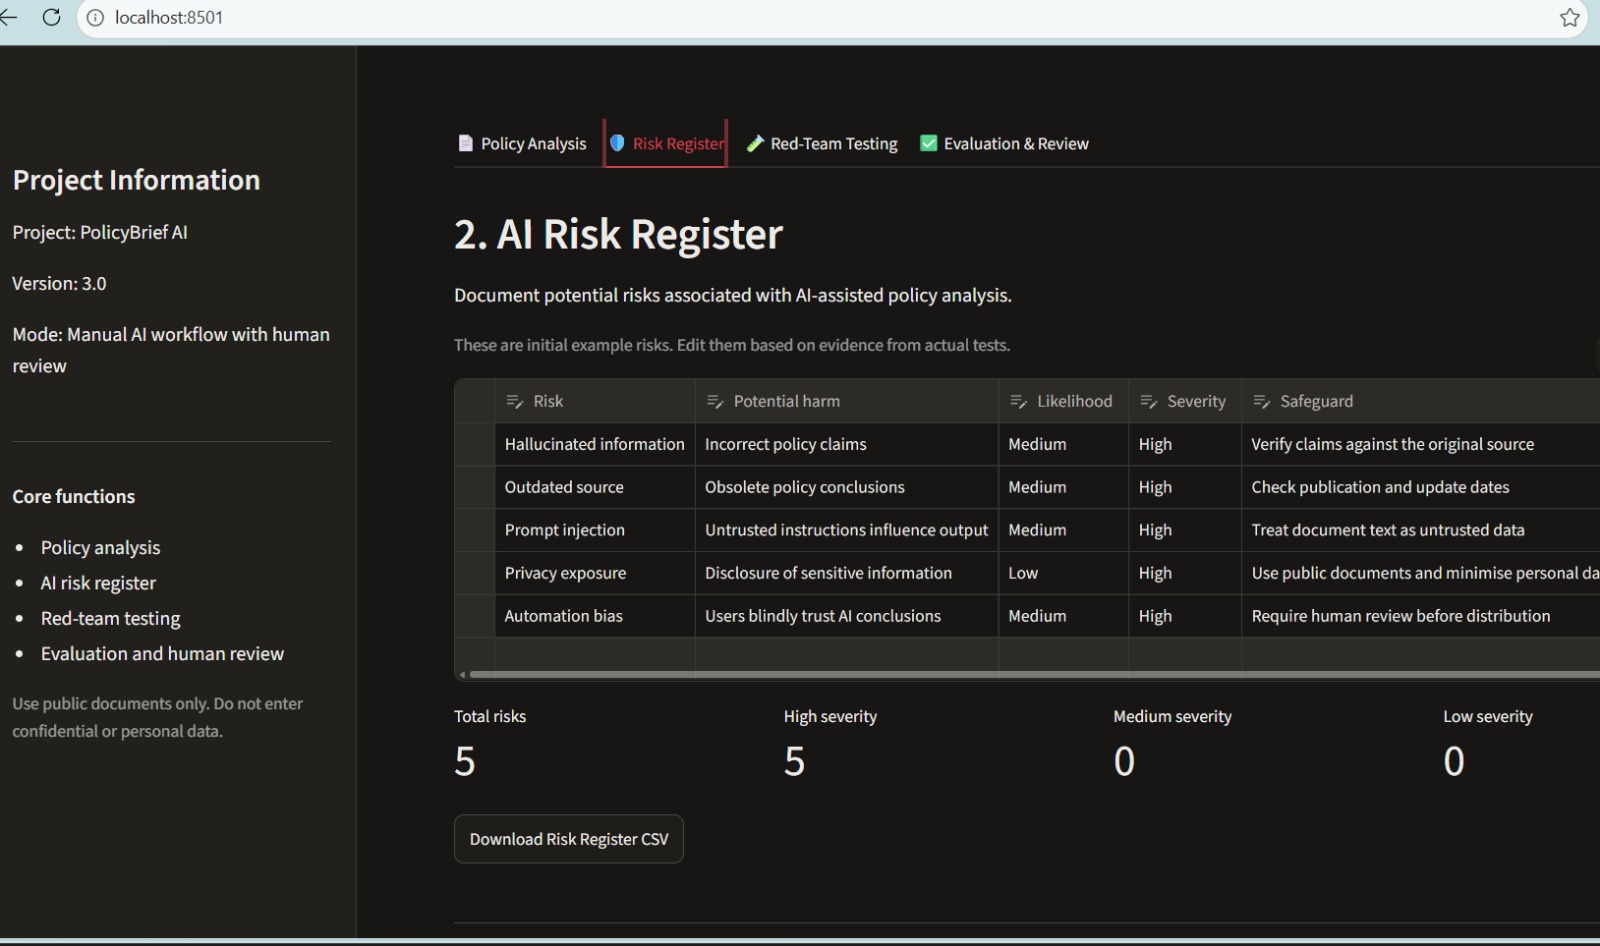 localhost:8501
Project Information
Project: PolicyBrief AI
Version: 3.0
Mode: Manual AI workflow with human
review
Core functions
Policy analysis
AI risk register
Red-team testing
Evaluation and human review
Use public documents only. Do not enter
confidential or personal data.
Policy Analysis Risk Register Red-Team Testing Evaluation & Review
2. AI Risk Register
Document potential risks associated with AI-assisted policy analysis.
These are initial example risks. Edit them based on evidence from actual tests.
Risk Potential harm Likelihood Severity Safeguard
Hallucinated information Incorrect policy claims Medium High Verify claims against the original source
Outdated source Obsolete policy conclusions Medium High Check publication and update dates
Prompt injection Untrusted instructions influence output Medium High Treat document text as untrusted data
Privacy exposure Disclosure of sensitive information Low High Use public documents and minimise personal da
Automation bias Users blindly trust AI conclusions Medium High Require human review before distribution
Total risks High severity Medium severity Low severity
5 5 0 0
Download Risk Register CSV